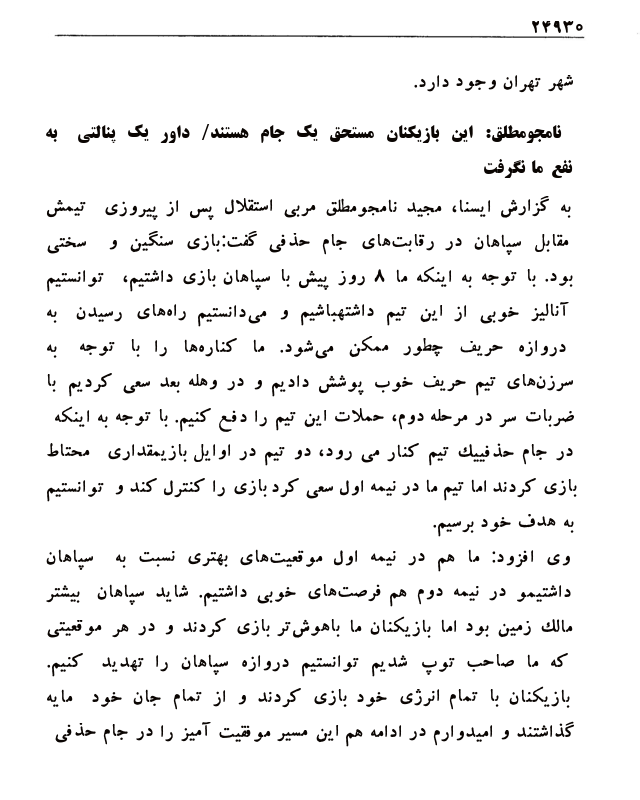 ۲۴۹۳۰
شهر تهران وجود دارد.
نامجومطلق: این بازیکنان مستحق یک جام هستند/ داور یک پنالتی به
نفع ما نگرفت
به گزارش ایسنا، مجید نامجومطلق مربی استقلال پس از پیروزی تیمش
مقابل سپاهان در رقابت‌های جام حذفی گفت:بازی سنگین و سختی
بود. با توجه به اینکه ما ۸ روز پیش با سپاهان بازی داشتیم، توانستیم
آنالیز خوبی از این تیم داشتهباشیم و می‌دانستیم راه‌های رسیدن به
دروازه حریف چطور ممکن می‌شود. ما کناره‌ها را با توجه به
سرزن‌های تیم حریف خوب پوشش دادیم و در وهله بعد سعی کردیم با
ضربات سر در مرحله دوم، حملات این تیم را دفع کنیم. با توجه به اینکه
در جام حذفییك تیم کنار می رود، دو تیم در اوایل بازیمقداری محتاط
بازی کردند اما تیم ما در نیمه اول سعی کرد بازی را کنترل کند و توانستیم
به هدف خود برسیم.
وی افزود: ما هم در نیمه اول موقعیت‌های بهتری نسبت به سپاهان
داشتیمو در نیمه دوم هم فرصت‌های خوبی داشتیم. شاید سپاهان بیشتر
مالك زمین بود اما بازیکنان ما باهوش‌تر بازی کردند و در هر موقعیتی
که ما صاحب توپ شدیم توانستیم دروازه سپاهان را تهدید کنیم.
بازیکنان با تمام انرژی خود بازی کردند و از تمام جان خود مایه
گذاشتند و امیدوارم در ادامه هم این مسیر موفقیت آمیز را در جام حذفی